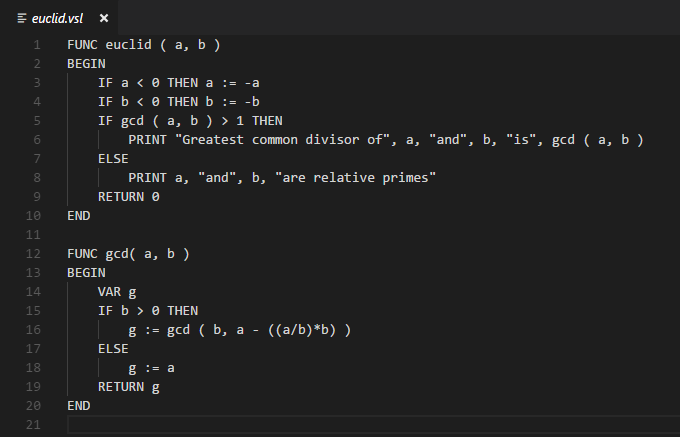 euclid.vsl ×
1 FUNC euclid ( a, b )
2 BEGIN
3 IF a < 0 THEN a := -a
4 IF b < 0 THEN b := -b
5 IF gcd ( a, b ) > 1 THEN
6 PRINT "Greatest common divisor of", a, "and", b, "is", gcd ( a, b )
7 ELSE
8 PRINT a, "and", b, "are relative primes"
9 RETURN 0
10 END
11
12 FUNC gcd( a, b )
13 BEGIN
14 VAR g
15 IF b > 0 THEN
16 g := gcd ( b, a - ((a/b)*b) )
17 ELSE
18 g := a
19 RETURN g
20 END
21